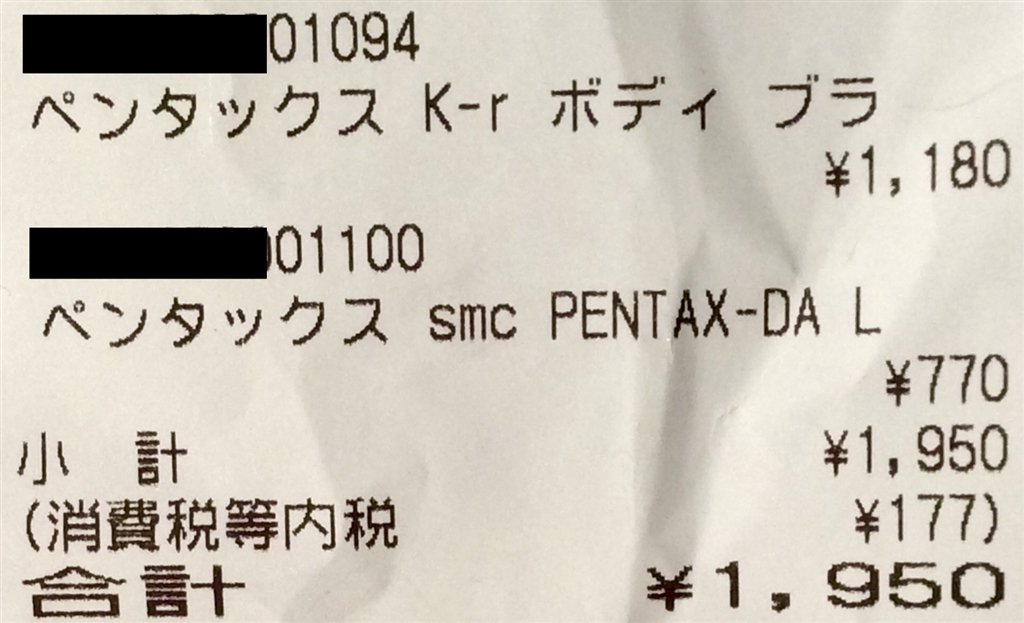 01094
ペンタックス K-r ボディ ブラ
¥1,180
01100
ペンタックス smc PENTAX-DA L
¥770
小 計 ¥1,950
(消費税等内税 ¥177)
合計 ¥1,950